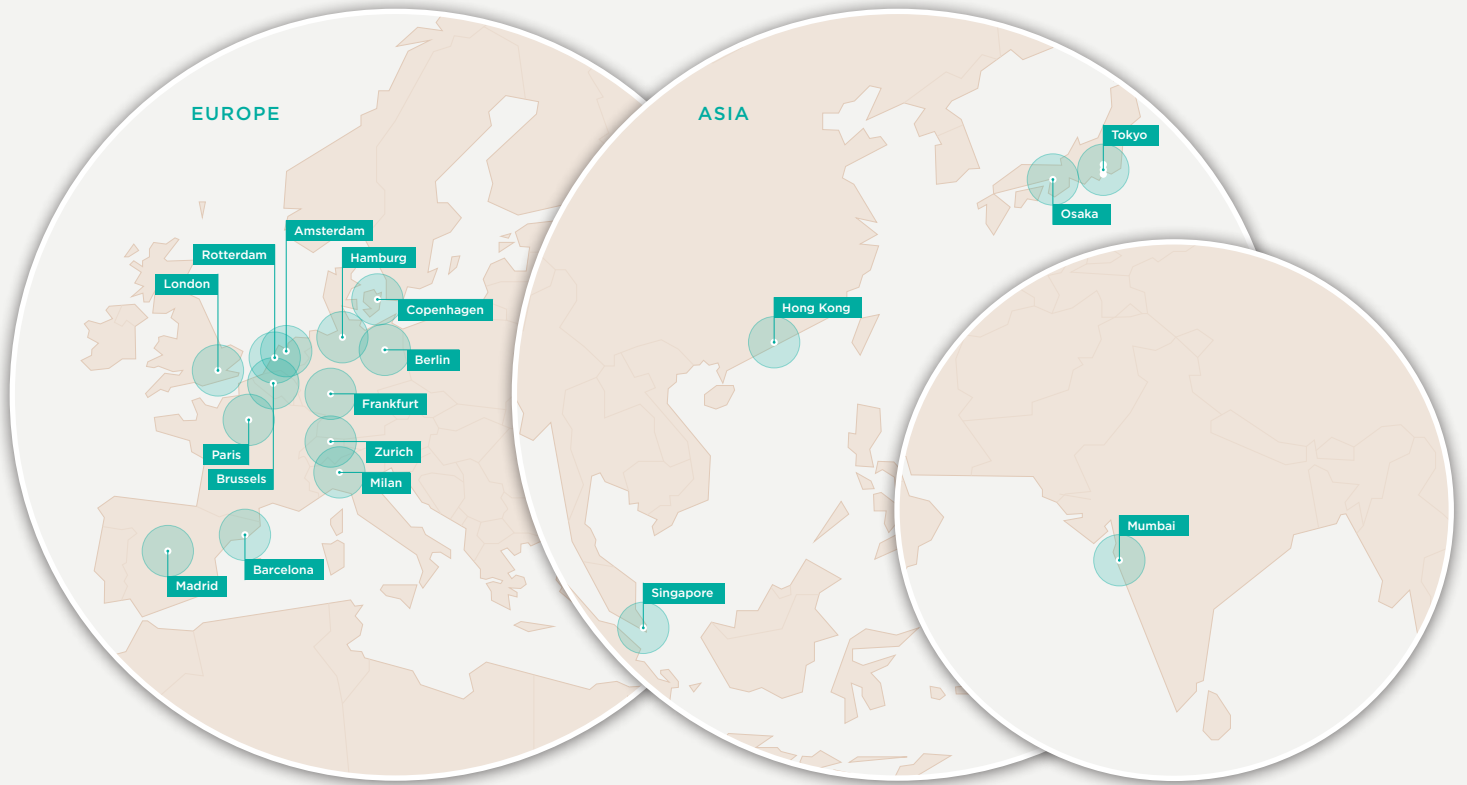 EUROPE
Amsterdam
Rotterdam
Hamburg
London
Copenhagen
Berlin
Frankfurt
Paris
Zurich
Brussels
Milan
Barcelona
Madrid
ASIA
Tokyo
Osaka
Hong Kong
Singapore
Mumbai